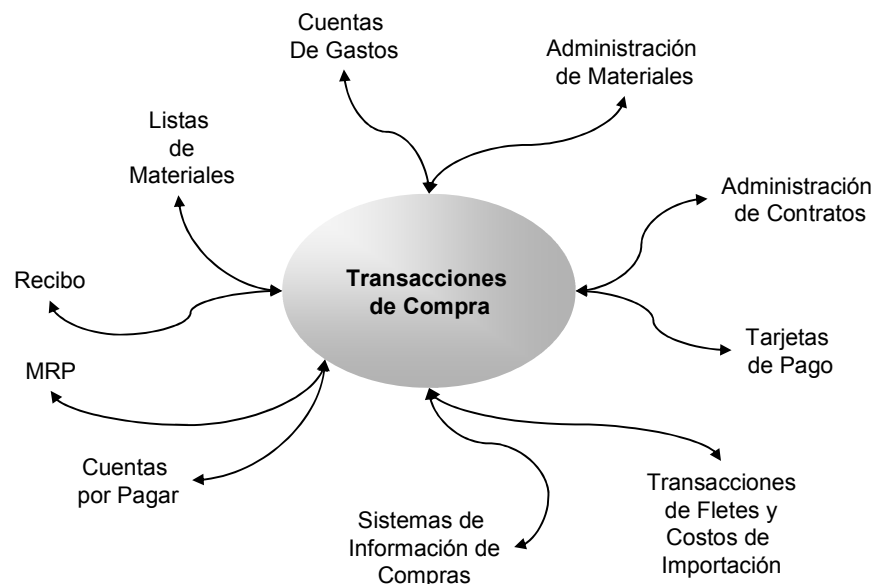 Cuentas
De Gastos
Administración
de Materiales
Listas
de
Materiales
Administración
de Contratos
Transacciones
de Compra
Recibo
Tarjetas
de Pago
MRP
Cuentas
por Pagar
Transacciones
de Fletes y
Costos de
Importación
Sistemas de
Información de
Compras